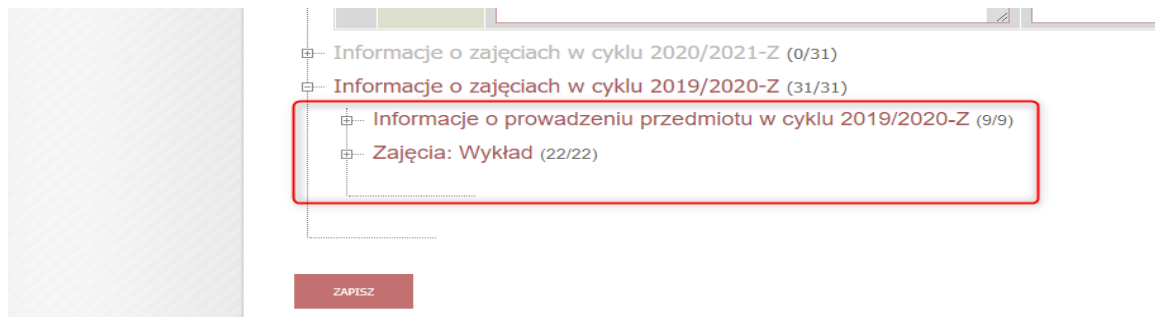 Informacje o zajęciach w cyklu 2020/2021-Z (0/31)
Informacje o zajęciach w cyklu 2019/2020-Z (31/31)
Informacje o prowadzeniu przedmiotu w cyklu 2019/2020-Z (9/9)
Zajęcia: Wykład (22/22)
ZAPISZ